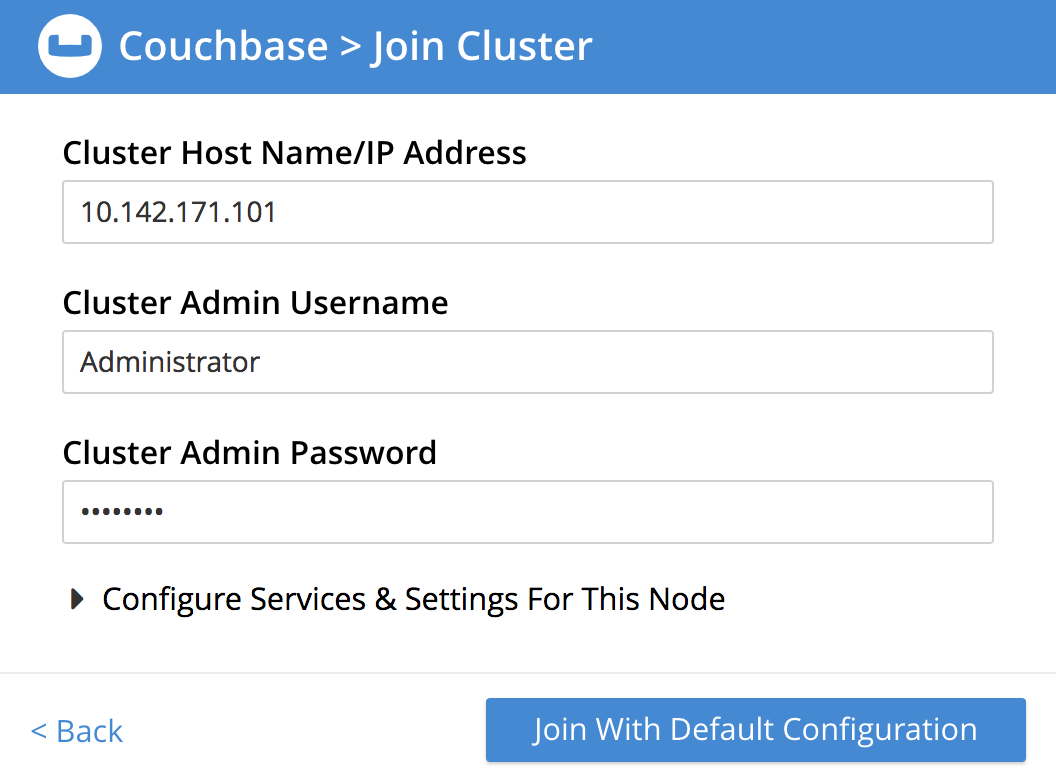 Couchbase > Join Cluster
Cluster Host Name/IP Address
10.142.171.101
Cluster Admin Username
Administrator
Cluster Admin Password
••••••••
Configure Services & Settings For This Node
< Back
Join With Default Configuration